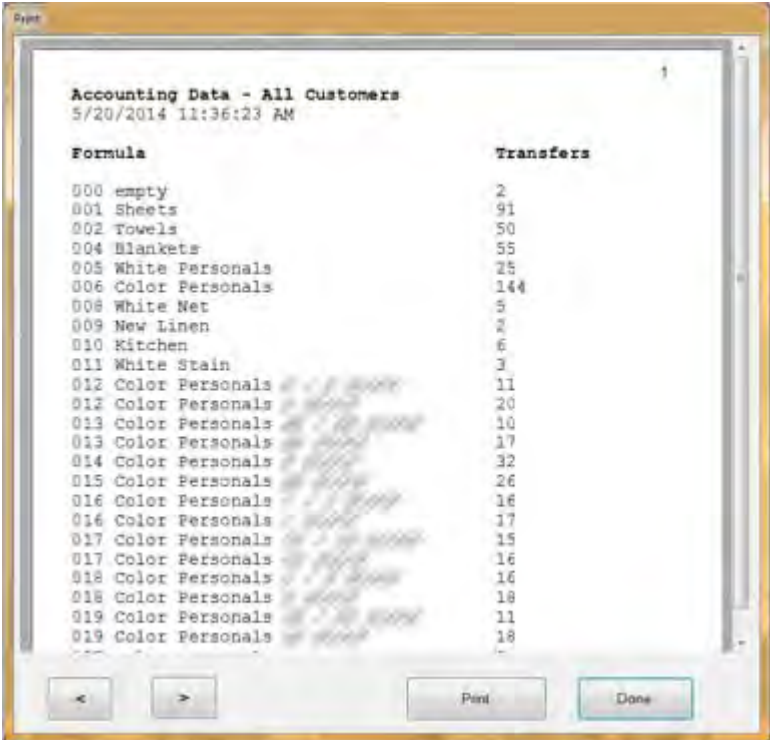 Print
1
Accounting Data - All Customers
5/20/2014 11:36:23 AM
Formula Transfers
000 empty 2
001 Sheets 91
002 Towels 50
004 Blankets 55
005 White Personals 25
006 Color Personals 144
008 White Net 5
009 New Linen 2
010 Kitchen 6
011 White Stain 3
012 Color Personals 11
012 Color Personals 20
013 Color Personals 10
013 Color Personals 17
014 Color Personals 32
015 Color Personals 26
016 Color Personals 16
016 Color Personals 17
017 Color Personals 15
017 Color Personals 16
018 Color Personals 16
018 Color Personals 18
019 Color Personals 11
019 Color Personals 18
< > Print Done